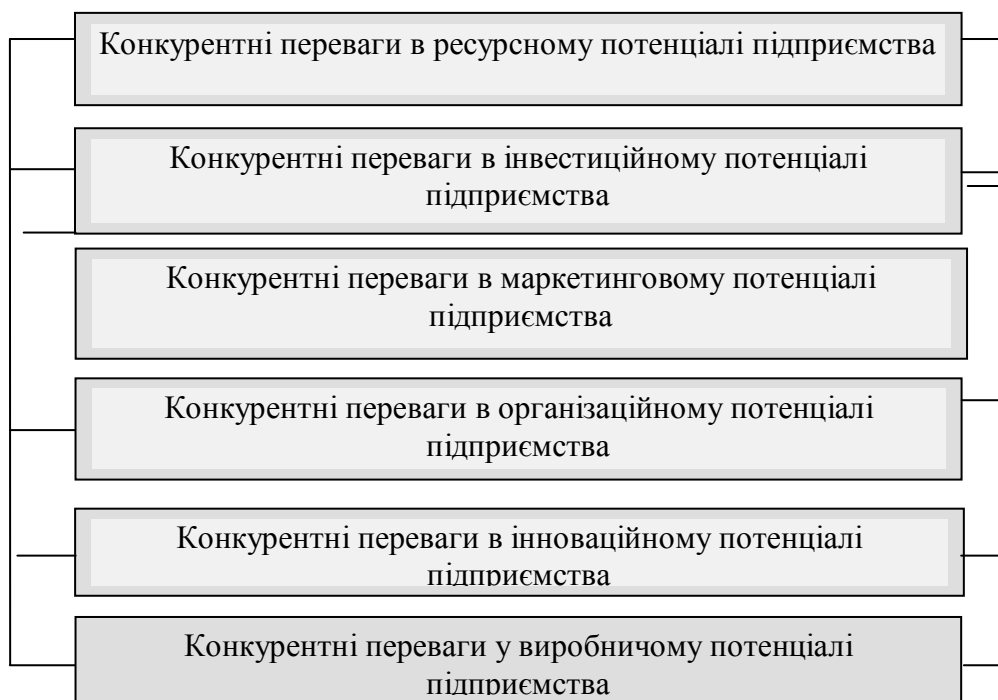 Конкурентні переваги в ресурсному потенціалі підприємства
Конкурентні переваги в інвестиційному потенціалі
підприємства
Конкурентні переваги в маркетинговому потенціалі
підприємства
Конкурентні переваги в організаційному потенціалі
підприємства
Конкурентні переваги в інноваційному потенціалі
підприємства
Конкурентні переваги у виробничому потенціалі
підприємства